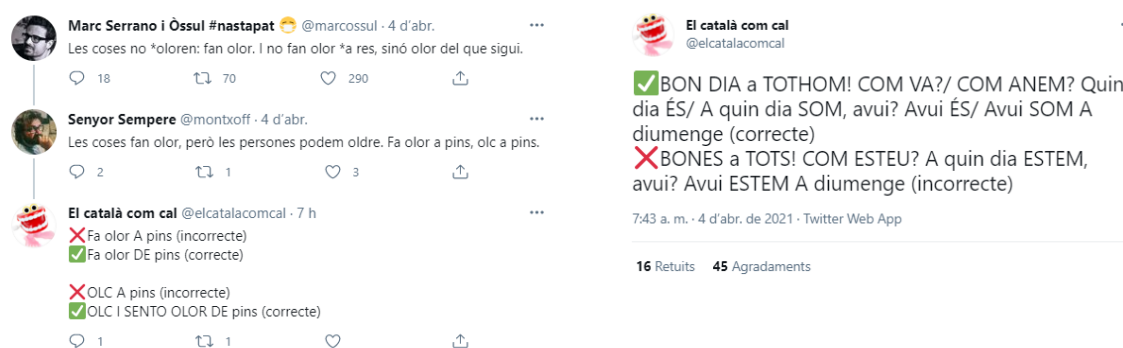 Marc Serrano i Òssul #nastapat 😷 @marcossul · 4 d’abr.
Les coses no *oloren: fan olor. I no fan olor *a res, sinó olor del que sigui.
18 70 290
Senyor Sempere @montxoff · 4 d’abr.
Les coses fan olor, però les persones podem oldre. Fa olor a pins, olc a pins.
2 1 3
El català com cal @elcatalacomcal · 7 h
❌Fa olor A pins (incorrecte)
✅Fa olor DE pins (correcte)
❌OLC A pins (incorrecte)
✅OLC I SENTO OLOR DE pins (correcte)
1 1
El català com cal
@elcatalacomcal
✅BON DIA a TOTHOM! COM VA?/ COM ANEM? Quin
dia ÉS/ A quin dia SOM, avui? Avui ÉS/ Avui SOM A
diumenge (correcte)
❌BONES a TOTS! COM ESTEU? A quin dia ESTEM,
avui? Avui ESTEM A diumenge (incorrecte)
7:43 a. m. · 4 d’abr. de 2021 · Twitter Web App
16 Retuits 45 Agradaments